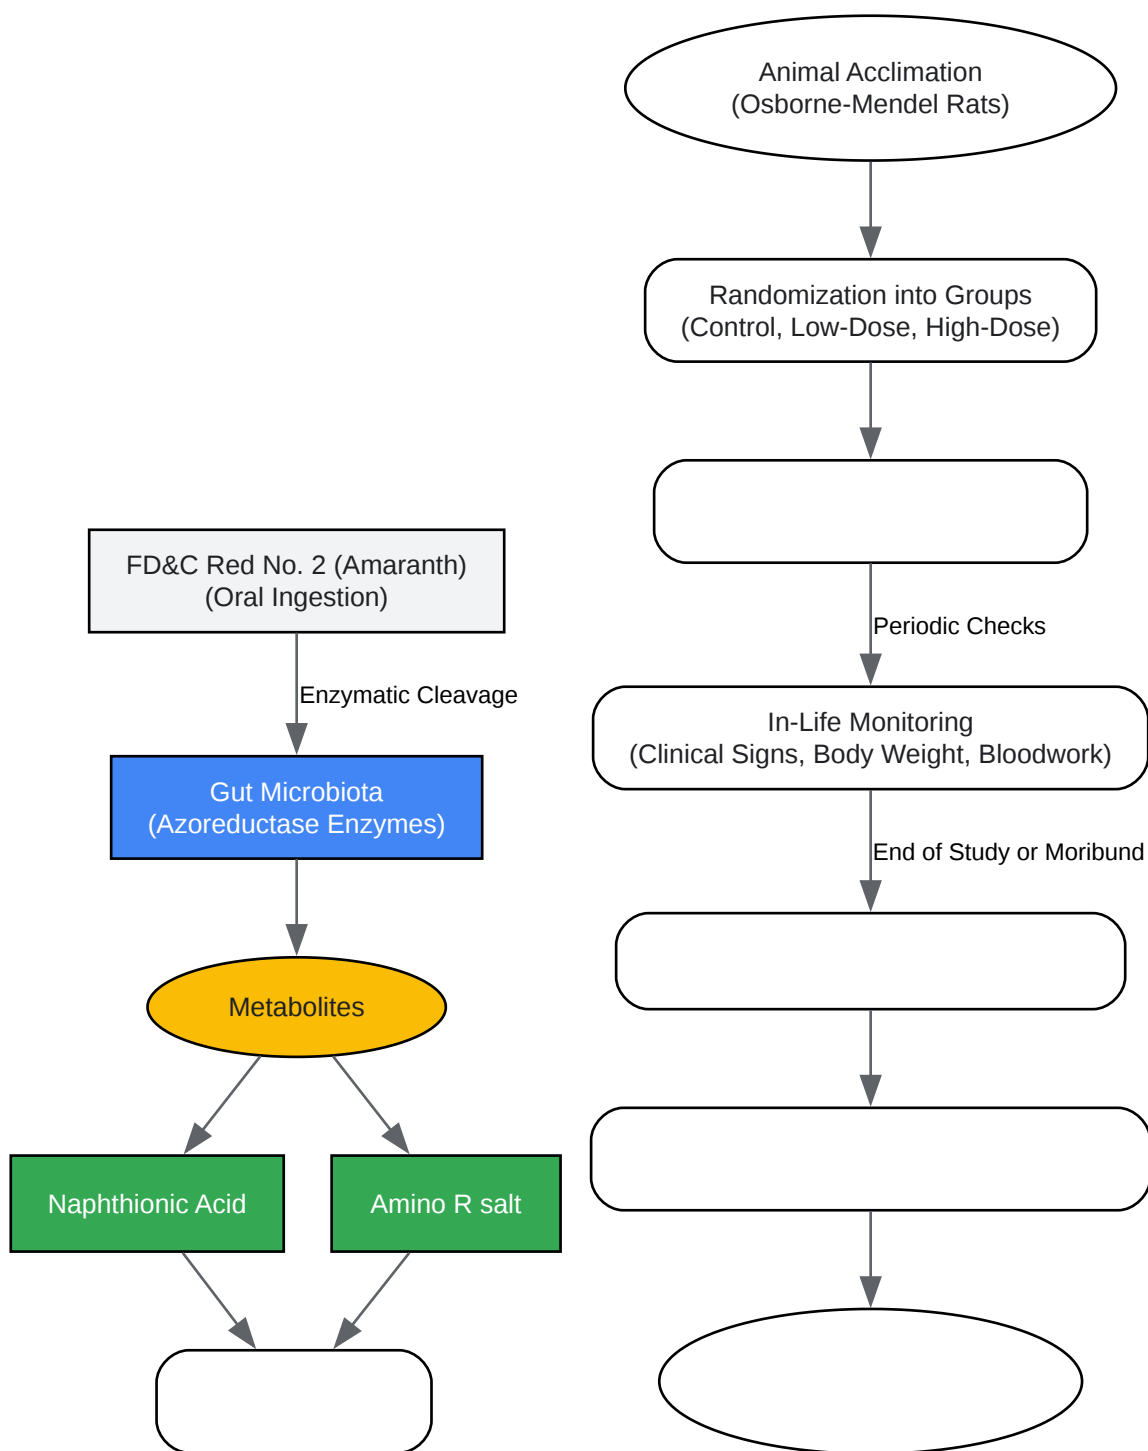 Animal Acclimation
(Osborne-Mendel Rats)
Randomization into Groups
(Control, Low-Dose, High-Dose)
Periodic Checks
In-Life Monitoring
(Clinical Signs, Body Weight, Bloodwork)
End of Study or Moribund
FD&C Red No. 2 (Amaranth)
(Oral Ingestion)
Enzymatic Cleavage
Gut Microbiota
(Azoreductase Enzymes)
Metabolites
Naphthionic Acid
Amino R salt